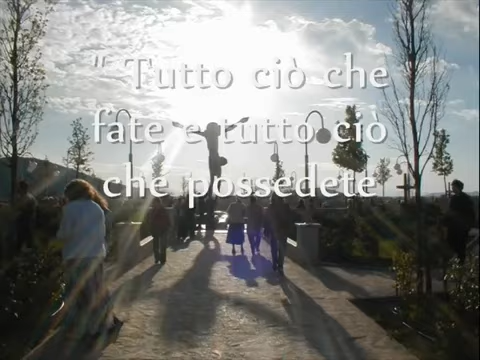 " Tutto ciò che
fate e tutto ciò
che possedete